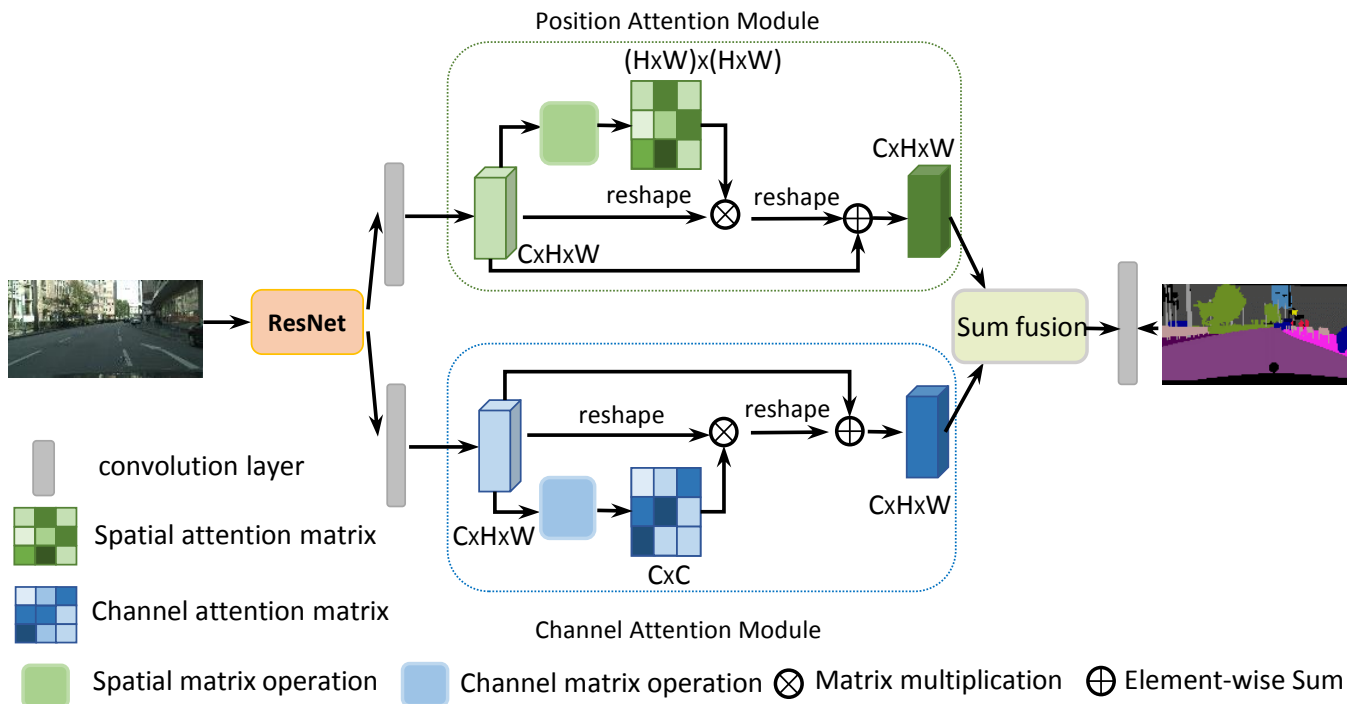 Position Attention Module
(HxW)x(HxW)
CxHxW
reshape
reshape
CxHxW
ResNet
Sum fusion
reshape
reshape
CxHxW
CxHxW
CxC
Channel Attention Module
convolution layer
Spatial attention matrix
Channel attention matrix
Spatial matrix operation
Channel matrix operation
Matrix multiplication
Element-wise Sum